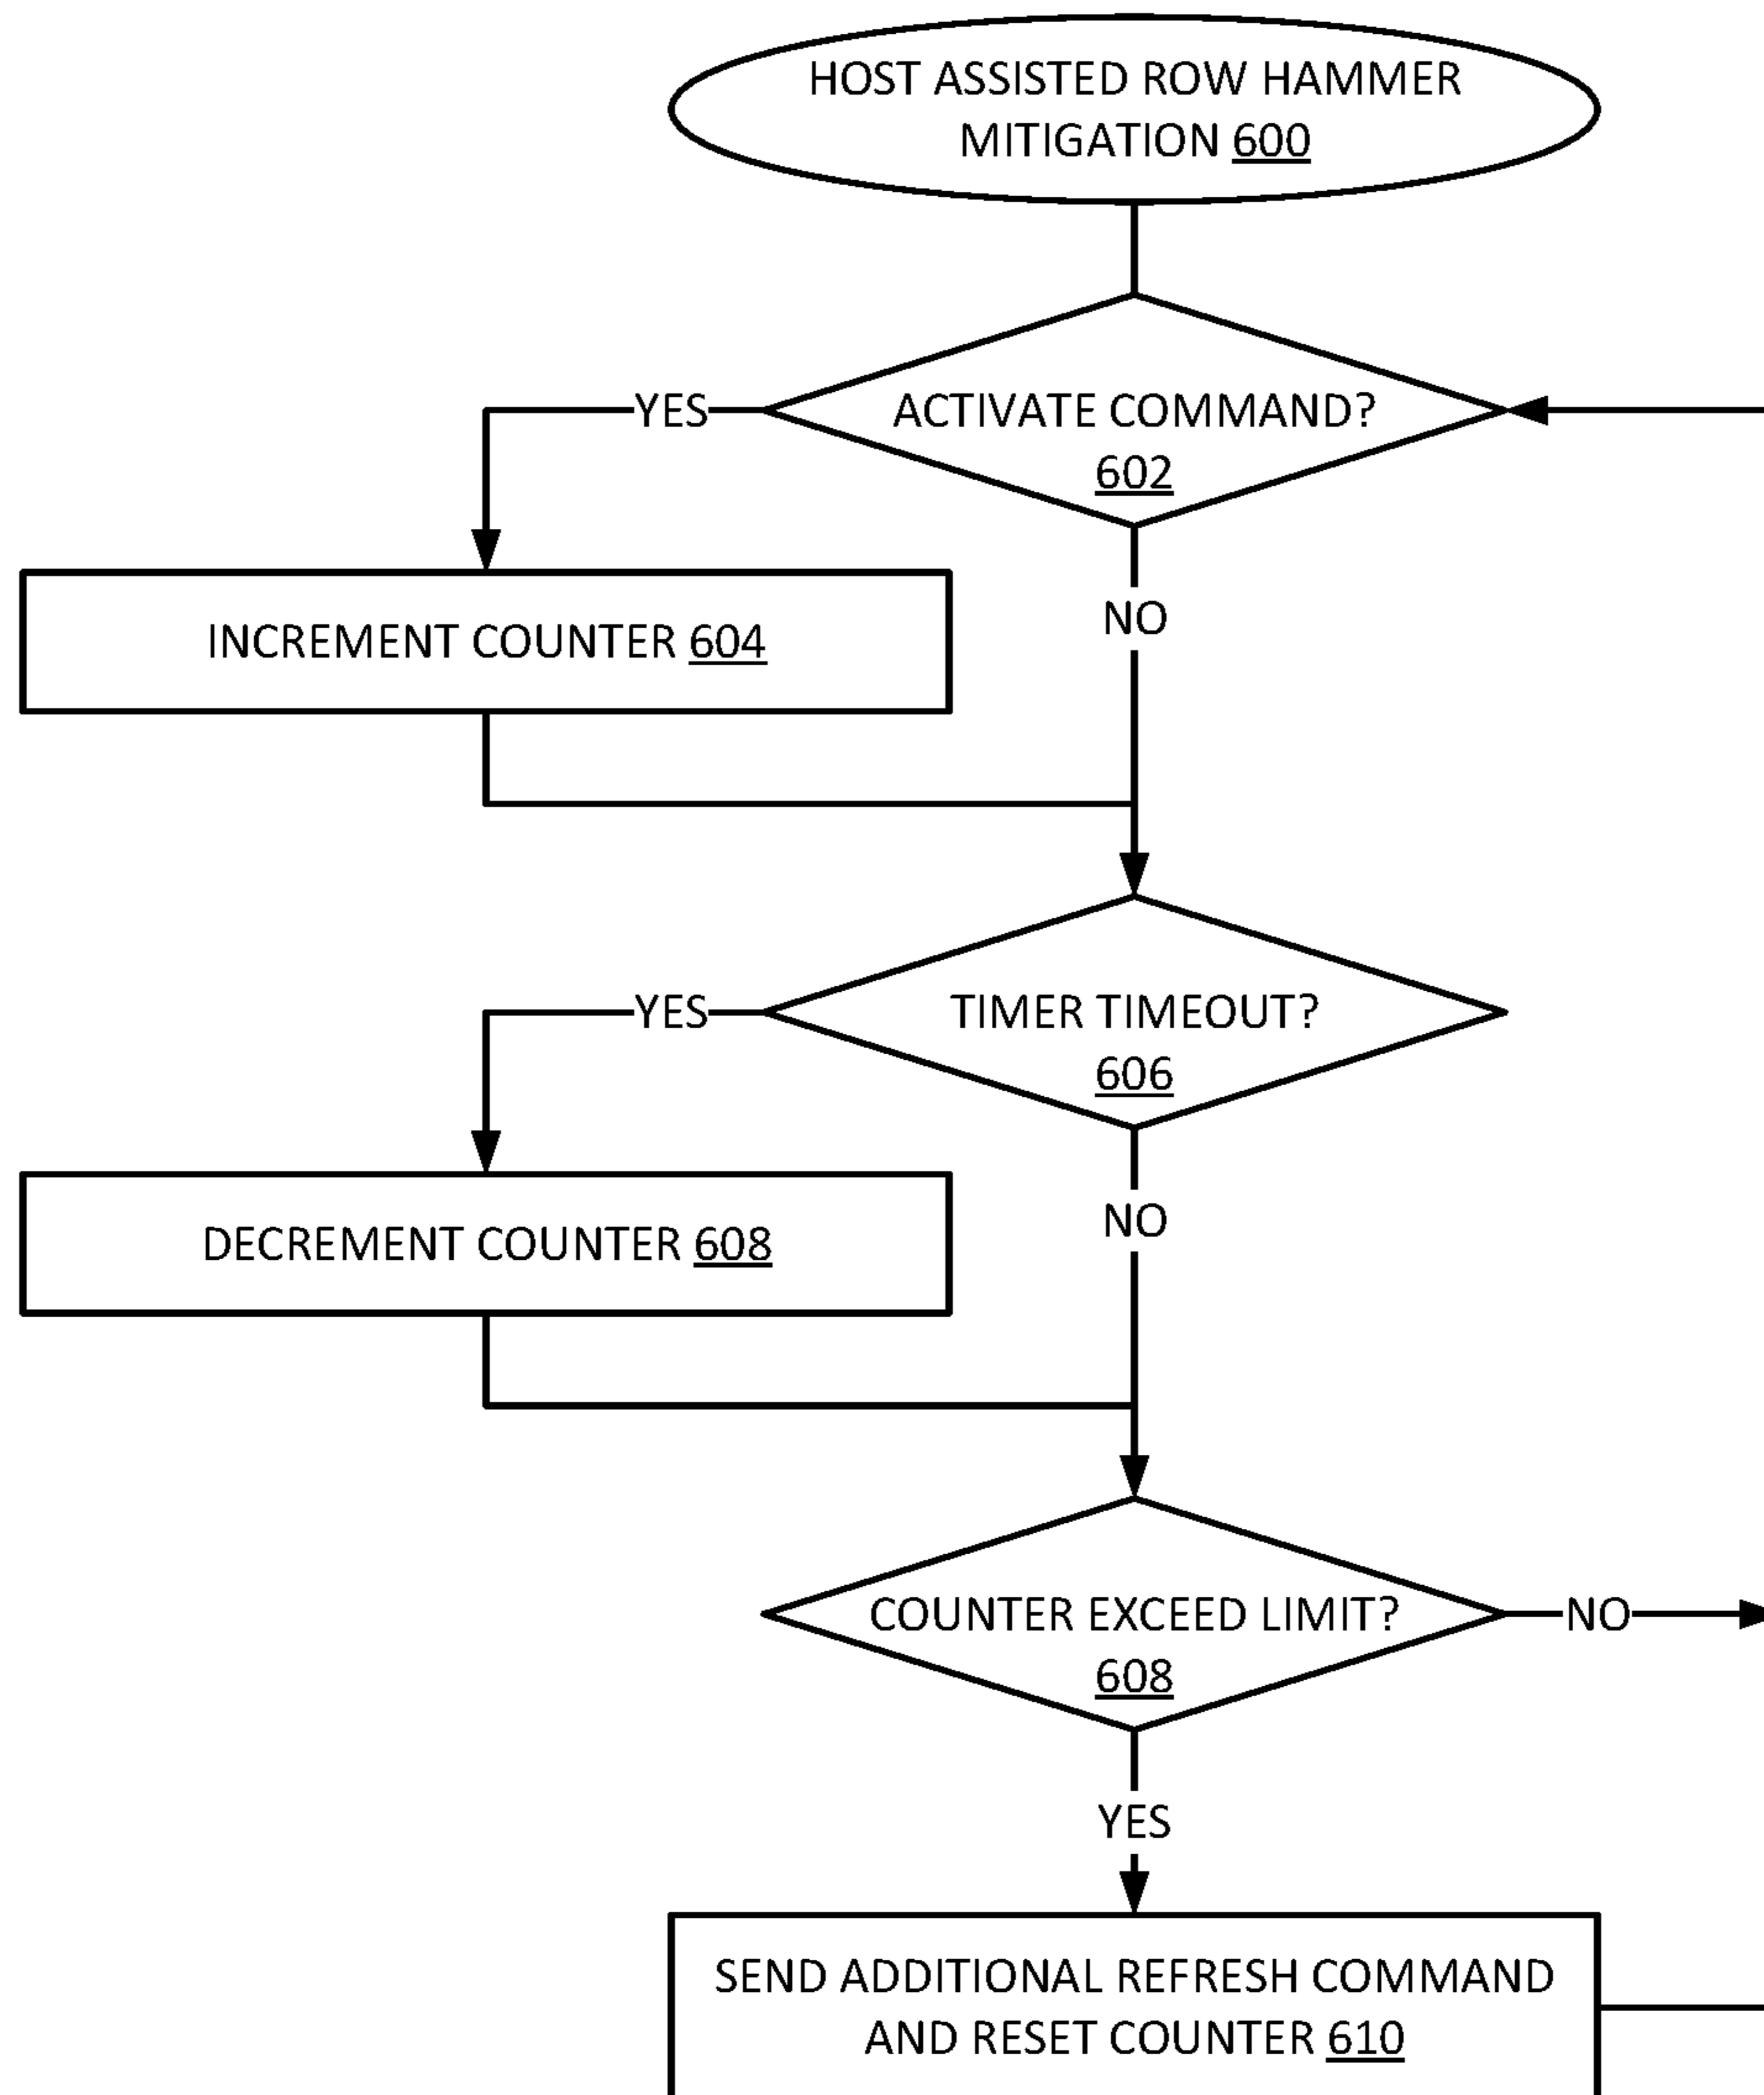 HOST ASSISTED ROW HAMMER
MITIGATION 600
ACTIVATE COMMAND?
602
YES
NO
INCREMENT COUNTER 604
TIMER TIMEOUT?
606
YES
NO
DECREMENT COUNTER 608
COUNTER EXCEED LIMIT?
608
NO
YES
SEND ADDITIONAL REFRESH COMMAND
AND RESET COUNTER 610